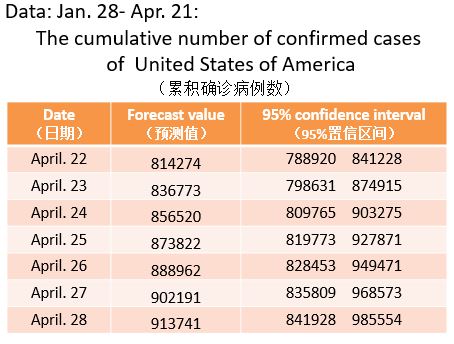 Data: Jan. 28- Apr. 21:
The cumulative number of confirmed cases
of United States of America
（累积确诊病例数）
Date Forecast value 95% confidence interval
（日期） （预测值） （95%置信区间）
April. 22 814274 788920 841228
April. 23 836773 798631 874915
April. 24 856520 809765 903275
April. 25 873822 819773 927871
April. 26 888962 828453 949471
April. 27 902191 835809 968573
April. 28 913741 841928 985554